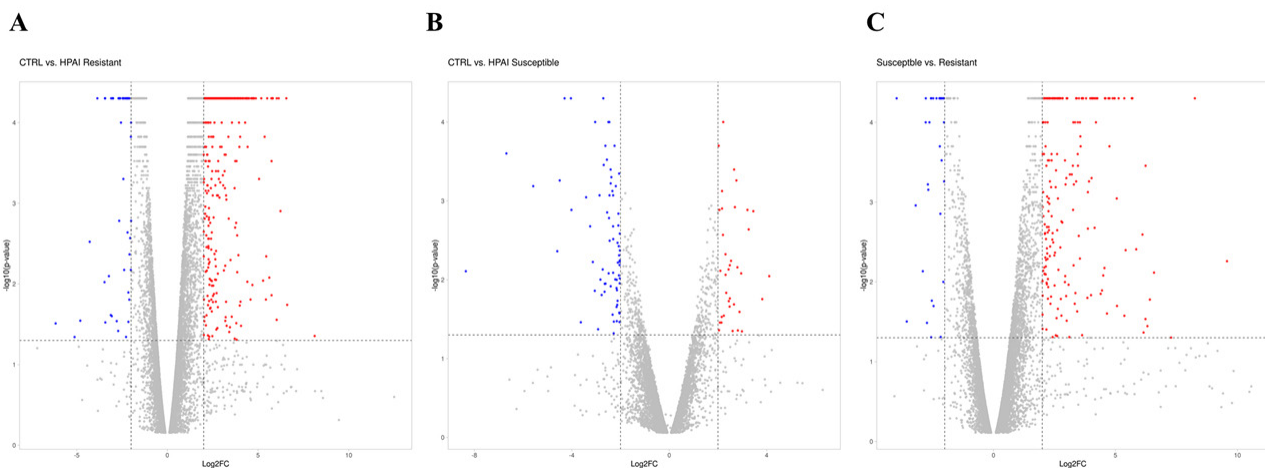 A
B
C
CTRL vs. HPAI Resistant
CTRL vs. HPAI Susceptible
Susceptble vs. Resistant
-log10(p-value)
4
3
2
1
0
-5
0
5
10
Log2FC
-log10(p-value)
4
3
2
1
0
-8
-4
0
4
Log2FC
-log10(p-value)
4
3
2
1
0
0
5
10
Log2FC